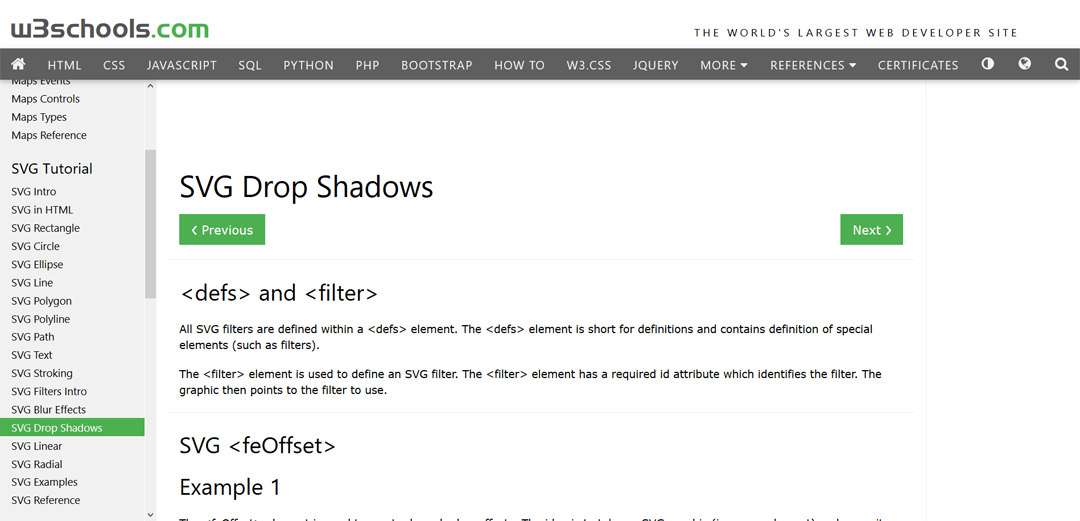 w3schools.com
THE WORLD'S LARGEST WEB DEVELOPER SITE
HTML CSS JAVASCRIPT SQL PYTHON PHP BOOTSTRAP HOW TO W3.CSS JQUERY MORE REFERENCES CERTIFICATES
Maps Events
Maps Controls
Maps Types
Maps Reference
SVG Tutorial
SVG Intro
SVG in HTML
SVG Rectangle
SVG Circle
SVG Ellipse
SVG Line
SVG Polygon
SVG Polyline
SVG Path
SVG Text
SVG Stroking
SVG Filters Intro
SVG Blur Effects
SVG Drop Shadows
SVG Linear
SVG Radial
SVG Examples
SVG Reference
SVG Drop Shadows
❮ Previous
Next ❯
<defs> and <filter>
All SVG filters are defined within a <defs> element. The <defs> element is short for definitions and contains definition of special
elements (such as filters).
The <filter> element is used to define an SVG filter. The <filter> element has a required id attribute which identifies the filter. The
graphic then points to the filter to use.
SVG <feOffset>
Example 1